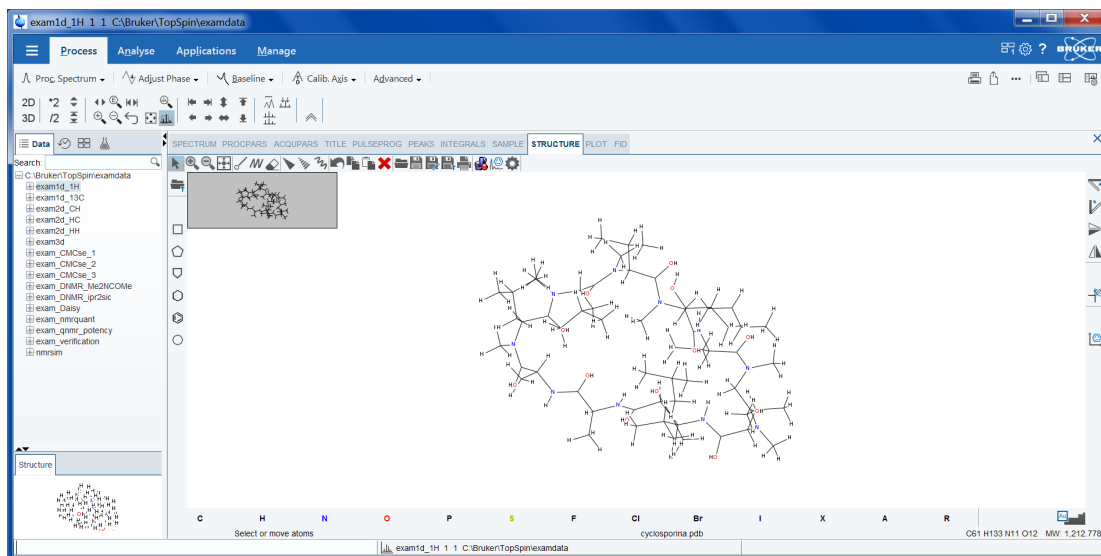 exam1d_1H 1 1 C:\Bruker\TopSpin\examdata
Process Analyse Applications Manage
? BRUKER
Proc. Spectrum Adjust Phase Baseline Calib. Axis Advanced
2D *2
3D /2
Data
SPECTRUM PROCPARS ACQUPARS TITLE PULSEPROG PEAKS INTEGRALS SAMPLE STRUCTURE PLOT FID
Search:
C:\Bruker\TopSpin\examdata
exam1d_1H
exam1d_13C
exam2d_CH
exam2d_HC
exam2d_HH
exam3d
exam_CMCse_1
exam_CMCse_2
exam_CMCse_3
exam_DNMR_Me2NCOMe
exam_DNMR_ipr2sic
exam_Daisy
exam_nmrquant
exam_qnmr_potency
exam_verification
nmrsim
Structure
C H N O P S F Cl Br I X A R
Select or move atoms cyclosporina.pdb C61 H133 N11 O12 MW: 1,212.778
exam1d_1H 1 1 C:\Bruker\TopSpin\examdata